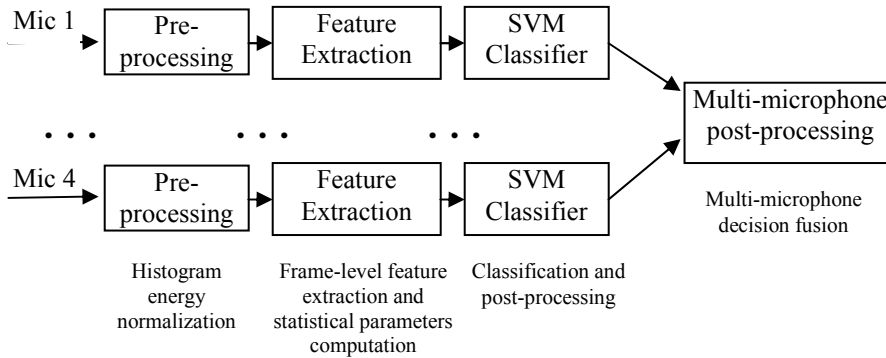 Mic 1
Pre-
processing
Feature
Extraction
SVM
Classifier
Multi-microphone
post-processing
. . .
. . .
. . .
Mic 4
Pre-
processing
Feature
Extraction
SVM
Classifier
Multi-microphone
decision fusion
Histogram
energy
normalization
Frame-level feature
extraction and
statistical parameters
computation
Classification and
post-processing